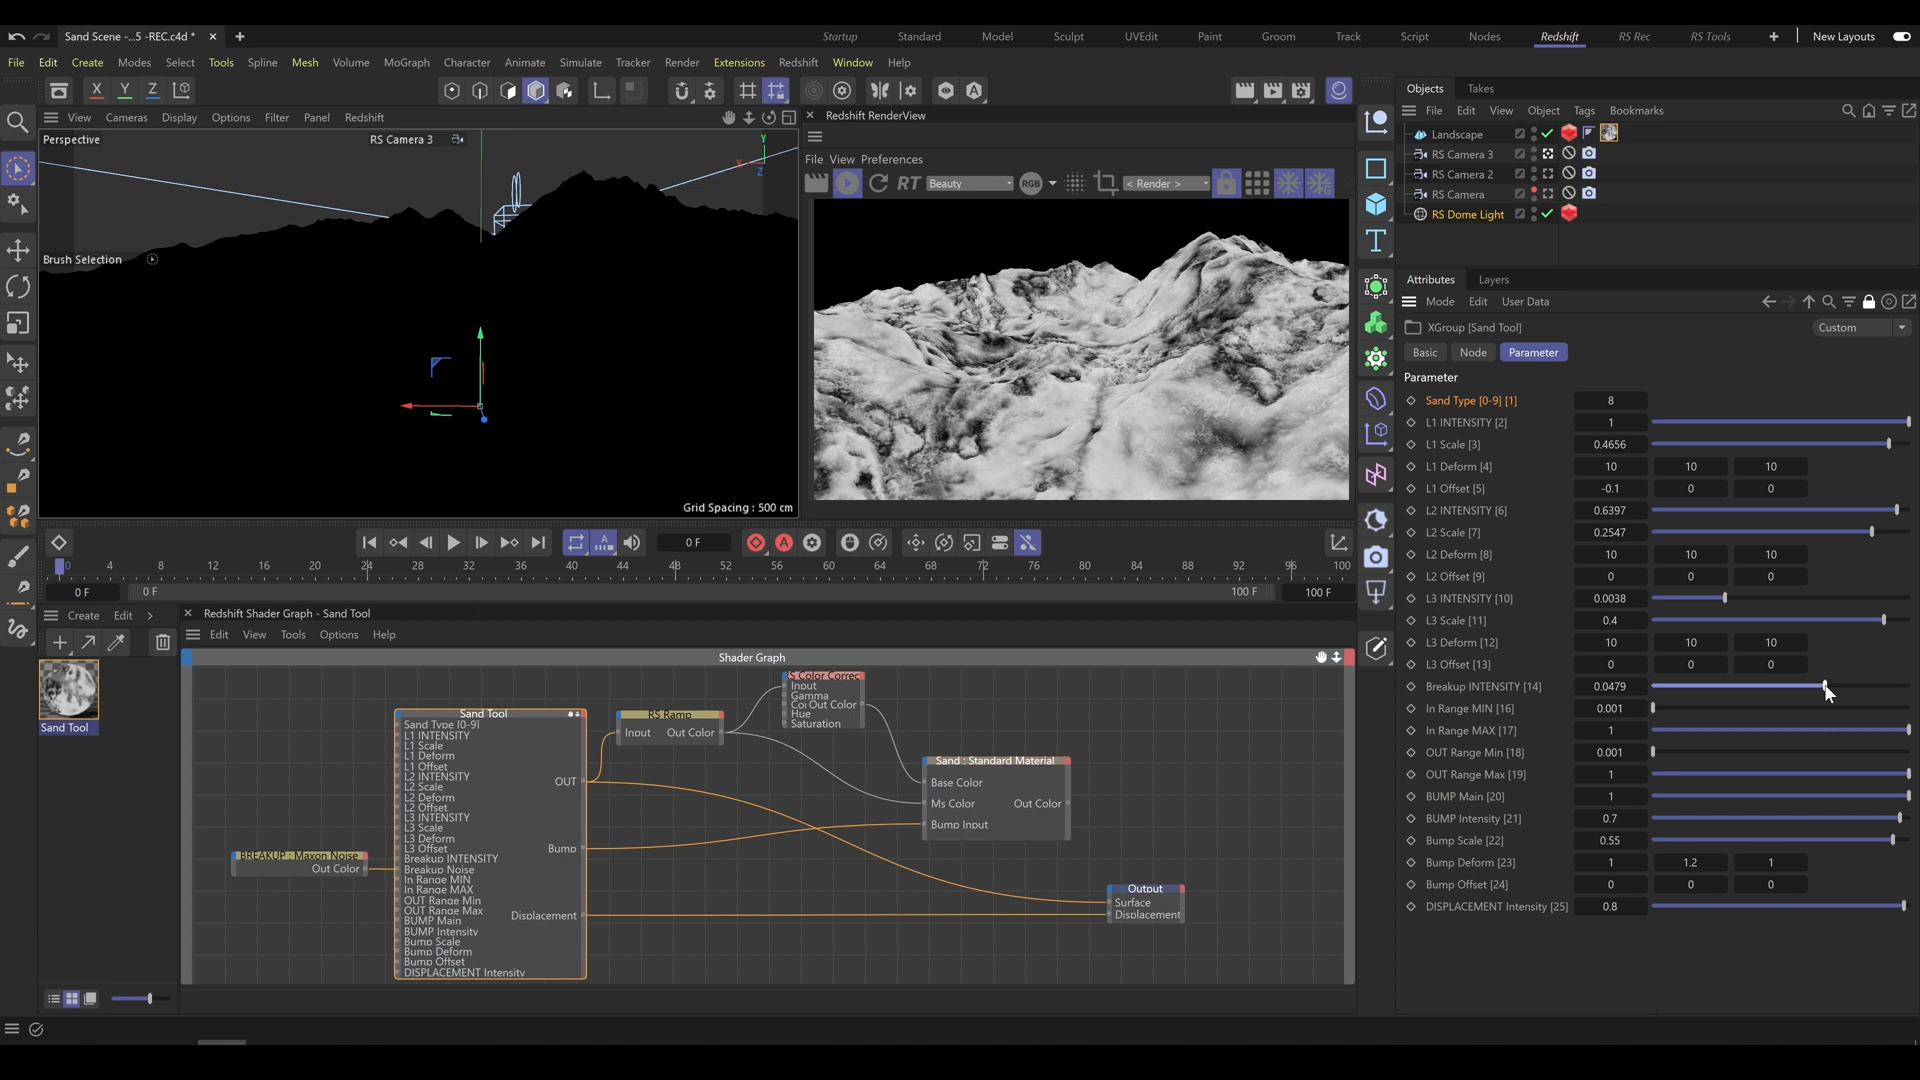 Sand Scene -...5 -REC.c4d *
Startup
Standard
Model
Sculpt
UVEdit
Paint
Groom
Track
Script
Nodes
Redshift
RS Rec
RS Tools
New Layouts
File
Edit
Create
Modes
Select
Tools
Spline
Mesh
Volume
MoGraph
Character
Animate
Simulate
Tracker
Render
Extensions
Redshift
Window
Help
X
Y
Z
View
Cameras
Display
Options
Filter
Panel
Redshift
Perspective
RS Camera 3
Y
X
Z
Brush Selection
Grid Spacing : 500 cm
Redshift RenderView
File View Preferences
RT
Beauty
RGB
< Render >
Objects
Takes
File
Edit
View
Object
Tags
Bookmarks
Landscape
RS Camera 3
RS Camera 2
RS Camera
RS Dome Light
Attributes
Layers
Mode
Edit
User Data
XGroup [Sand Tool]
Custom
Basic
Node
Parameter
Parameter
Sand Type [0-9] [1] 8
L1 INTENSITY [2] 1
L1 Scale [3] 0.4656
L1 Deform [4] 10 10 10
L1 Offset [5] -0.1 0 0
L2 INTENSITY [6] 0.6397
L2 Scale [7] 0.2547
L2 Deform [8] 10 10 10
L2 Offset [9] 0 0 0
L3 INTENSITY [10] 0.0038
L3 Scale [11] 0.4
L3 Deform [12] 10 10 10
L3 Offset [13] 0 0 0
Breakup INTENSITY [14] 0.0479
In Range MIN [16] 0.001
In Range MAX [17] 1
OUT Range Min [18] 0.001
OUT Range Max [19] 1
BUMP Main [20] 1
BUMP Intensity [21] 0.7
Bump Scale [22] 0.55
Bump Deform [23] 1 1.2 1
Bump Offset [24] 0 0 0
DISPLACEMENT Intensity [25] 0.8
0 F
0 4 8 12 16 20 24 28 32 36 40 44 48 52 56 60 64 68 72 76 80 84 88 92 96 100
0 F
0 F
100 F
100 F
Create
Edit
Sand Tool
Redshift Shader Graph - Sand Tool
Edit
View
Tools
Options
Help
Shader Graph
BREAKUP : Maxon Noise
Out Color
Sand Tool
Sand Type [0-9]
L1 INTENSITY
L1 Scale
L1 Deform
L1 Offset
L2 INTENSITY
L2 Scale
L2 Deform
L2 Offset
L3 INTENSITY
L3 Scale
L3 Deform
L3 Offset
Breakup INTENSITY
Breakup Noise
In Range MIN
In Range MAX
OUT Range Min
OUT Range Max
BUMP Main
BUMP Intensity
Bump Scale
Bump Deform
Bump Offset
DISPLACEMENT Intensity
OUT
Bump
Displacement
RS Ramp
Input
Out Color
S Color Correc
Input
Gamma
Con Out Color
Hue
Saturation
Sand : Standard Material
Base Color
Ms Color
Out Color
Bump Input
Output
Surface
Displacement